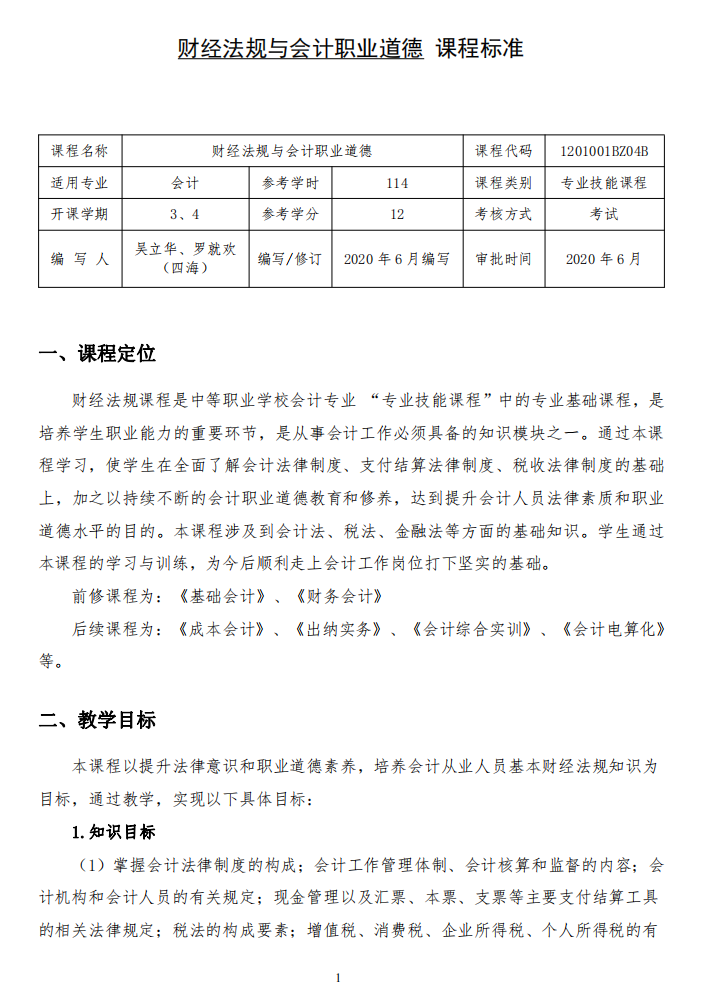 财经法规与会计职业道德 课程标准
课程名称 财经法规与会计职业道德 课程代码 1201001BZ04B
适用专业 会计 参考学时 114 课程类别 专业技能课程
开课学期 3、4 参考学分 12 考核方式 考试
编 写 人 吴立华、罗就欢（四海） 编写/修订 2020 年 6 月编写 审批时间 2020 年 6 月
一、课程定位
财经法规课程是中等职业学校会计专业 “专业技能课程”中的专业基础课程，是
培养学生职业能力的重要环节，是从事会计工作必须具备的知识模块之一。通过本课
程学习，使学生在全面了解会计法律制度、支付结算法律制度、税收法律制度的基础
上，加之以持续不断的会计职业道德教育和修养，达到提升会计人员法律素质和职业
道德水平的目的。本课程涉及到会计法、税法、金融法等方面的基础知识。学生通过
本课程的学习与训练，为今后顺利走上会计工作岗位打下坚实的基础。
前修课程为：《基础会计》、《财务会计》
后续课程为：《成本会计》、《出纳实务》、《会计综合实训》、《会计电算化》
等。
二、教学目标
本课程以提升法律意识和职业道德素养，培养会计从业人员基本财经法规知识为
目标，通过教学，实现以下具体目标：
1.知识目标
（1）掌握会计法律制度的构成；会计工作管理体制、会计核算和监督的内容；会
计机构和会计人员的有关规定；现金管理以及汇票、本票、支票等主要支付结算工具
的相关法律规定；税法的构成要素；增值税、消费税、企业所得税、个人所得税的有
1